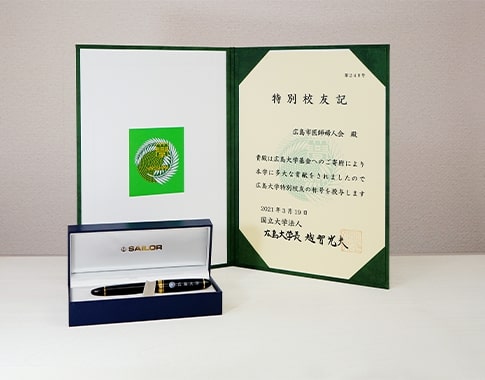 第248号
特別校友記
広島市医師婦人会 殿
貴殿は広島大学基金へのご寄附により
本学に多大な貢献をされましたので
広島大学特別校友の称号を授与します
2021年3月19日
国立大学法人
広島大学長 越智光夫
SAILOR
広島大学